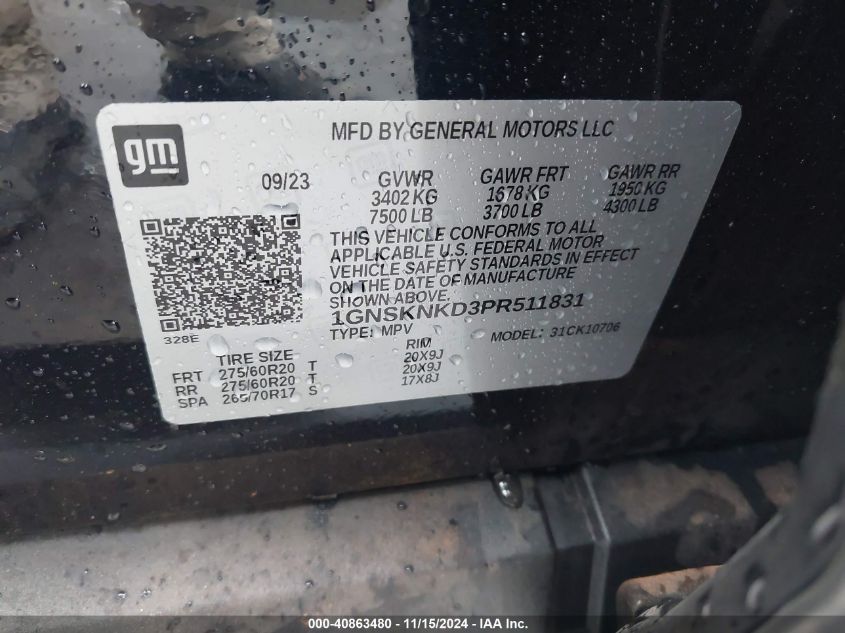 gm
MFD BY GENERAL MOTORS LLC
09/23
GVWR GAWR FRT GAWR RR
3402 KG 1678 KG 1950 KG
7500 LB 3700 LB 4300 LB
THIS VEHICLE CONFORMS TO ALL
APPLICABLE U.S. FEDERAL MOTOR
VEHICLE SAFETY STANDARDS IN EFFECT
ON THE DATE OF MANUFACTURE
SHOWN ABOVE.
1GNSKNKD3PR511831
TYPE: MPV MODEL: 31CK10706
328E
TIRE SIZE RIM
FRT 275/60R20 T 20X9J
RR 275/60R20 T 20X9J
SPA 265/70R17 S 17X8J
000-40863480 - 11/15/2024 - IAAI Inc.